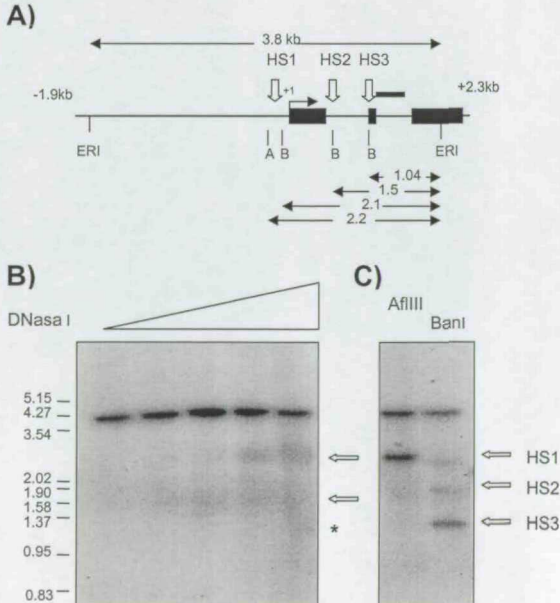 A)
3.8 kb
HS1 HS2 HS3
-1.9kb +1 +2.3kb
ERI A B B B ERI
1.04
1.5
2.1
2.2
B) C)
DNasa I AflIII BanI
5.15
4.27
3.54
2.02
1.90
1.58
1.37
0.95
0.83
*
HS1
HS2
HS3